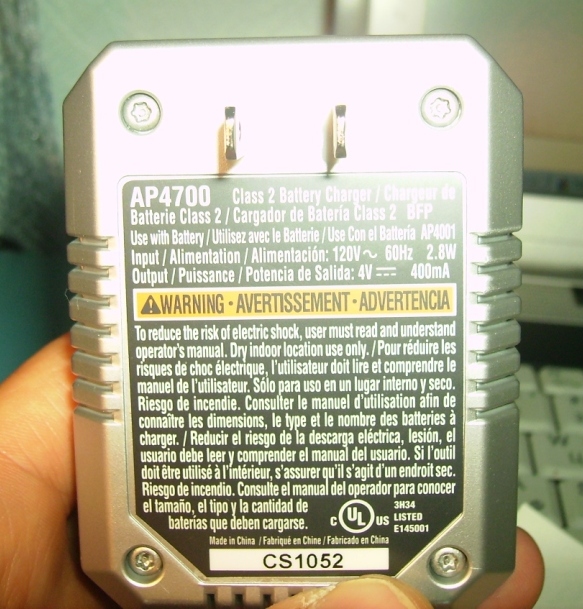 AP4700 Class 2 Battery Charger / Chargeur de
Batterie Class 2 / Cargador de Batería Class 2 BFP
Use with Battery / Utilisez avec le Batterie / Use Con el Batteriá AP4001
Input / Alimentation / Alimentación: 120V~ 60Hz 2.8W
Output / Puissance / Potencia de Salida: 4V⎓ 400mA
⚠WARNING · AVERTISSEMENT · ADVERTENCIA
To reduce the risk of electric shock, user must read and understand
operator's manual. Dry indoor location use only. / Pour réduire les
risques de choc électrique, l'utilisateur doit lire et comprendre le
manuel de l'utilisateur. Sólo para uso en un lugar interno y seco.
Riesgo de incendie. Consulter le manuel d'utilisation afin de
connaître les dimensions, le type et le nombre des batteries à
charger. / Reducir el riesgo de la descarga eléctrica, lesión, el
usuario debe leer y comprender el manual del usuario. Si l'outil
doit être utilisé à l'intérieur, s'assurer qu'il s'agit d'un endroit sec.
Riesgo de incendio. Consulte el manual del operador para conocer
el tamaño, el tipo y la cantidad de
baterías que deben cargarse.
C UL US
3H34
LISTED
E145001
Made in China / Fabriqué en Chine / Fabricado en China
CS1052